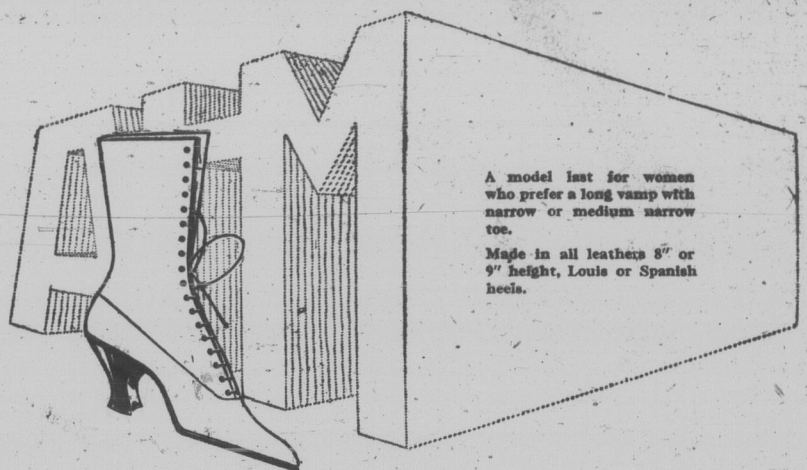 A model last for women
who prefer a long vamp with
narrow or medium narrow
toe.
Made in all leathers 8" or
9" height, Louis or Spanish
heels.